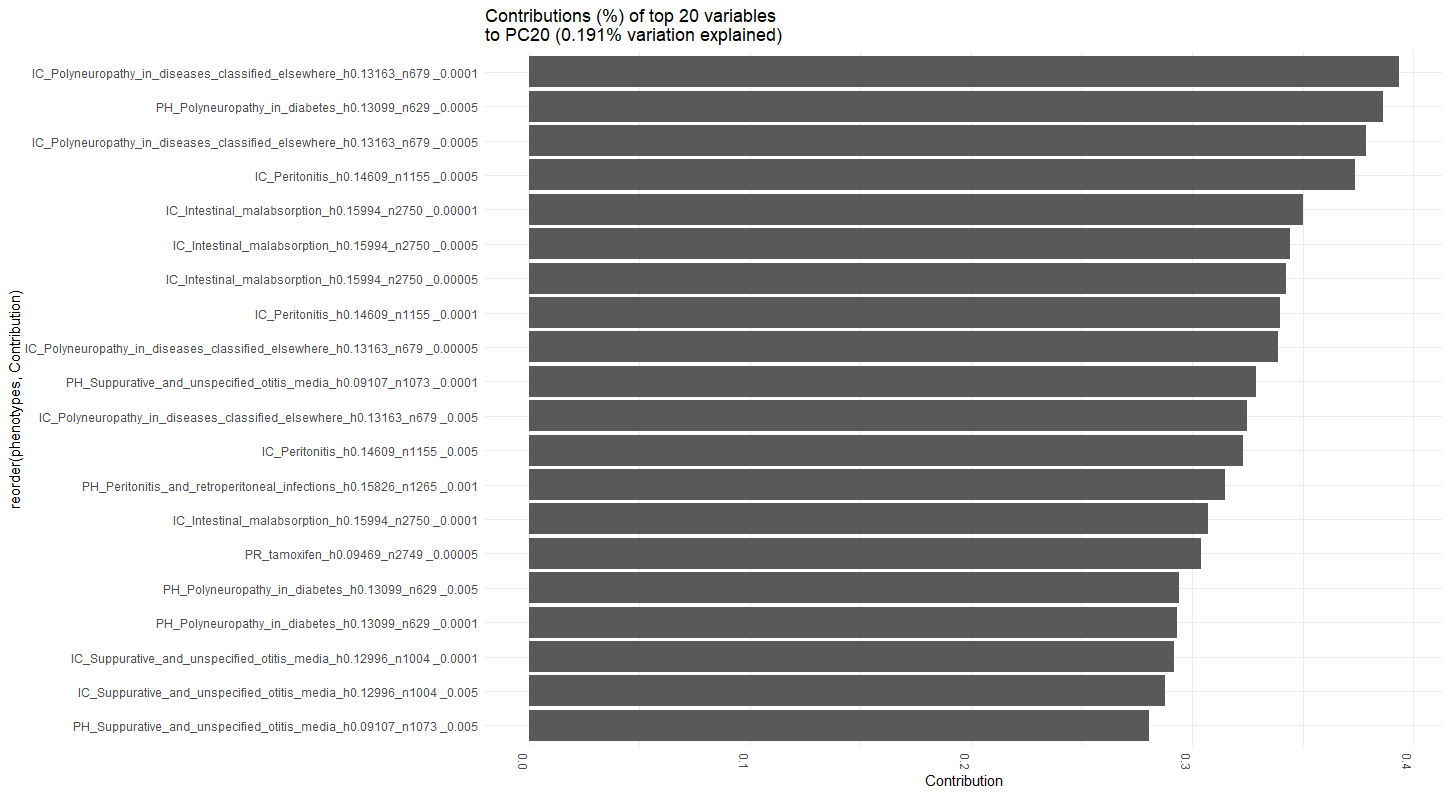 Contributions (%) of top 20 variables
to PC20 (0.191% variation explained)
reorder(phenotypes, Contribution)
IC_Polyneuropathy_in_diseases_classified_elsewhere_h0.13163_n679 _0.0001
PH_Polyneuropathy_in_diabetes_h0.13099_n629 _0.0005
IC_Polyneuropathy_in_diseases_classified_elsewhere_h0.13163_n679 _0.0005
IC_Peritonitis_h0.14609_n1155 _0.0005
IC_Intestinal_malabsorption_h0.15994_n2750 _0.00001
IC_Intestinal_malabsorption_h0.15994_n2750 _0.0005
IC_Intestinal_malabsorption_h0.15994_n2750 _0.00005
IC_Peritonitis_h0.14609_n1155 _0.0001
IC_Polyneuropathy_in_diseases_classified_elsewhere_h0.13163_n679 _0.00005
PH_Suppurative_and_unspecified_otitis_media_h0.09107_n1073 _0.0001
IC_Polyneuropathy_in_diseases_classified_elsewhere_h0.13163_n679 _0.005
IC_Peritonitis_h0.14609_n1155 _0.005
PH_Peritonitis_and_retroperitoneal_infections_h0.15826_n1265 _0.001
IC_Intestinal_malabsorption_h0.15994_n2750 _0.0001
PR_tamoxifen_h0.09469_n2749 _0.00005
PH_Polyneuropathy_in_diabetes_h0.13099_n629 _0.005
PH_Polyneuropathy_in_diabetes_h0.13099_n629 _0.0001
IC_Suppurative_and_unspecified_otitis_media_h0.12996_n1004 _0.0001
IC_Suppurative_and_unspecified_otitis_media_h0.12996_n1004 _0.005
PH_Suppurative_and_unspecified_otitis_media_h0.09107_n1073 _0.005
0.0
0.1
0.2
0.3
0.4
Contribution